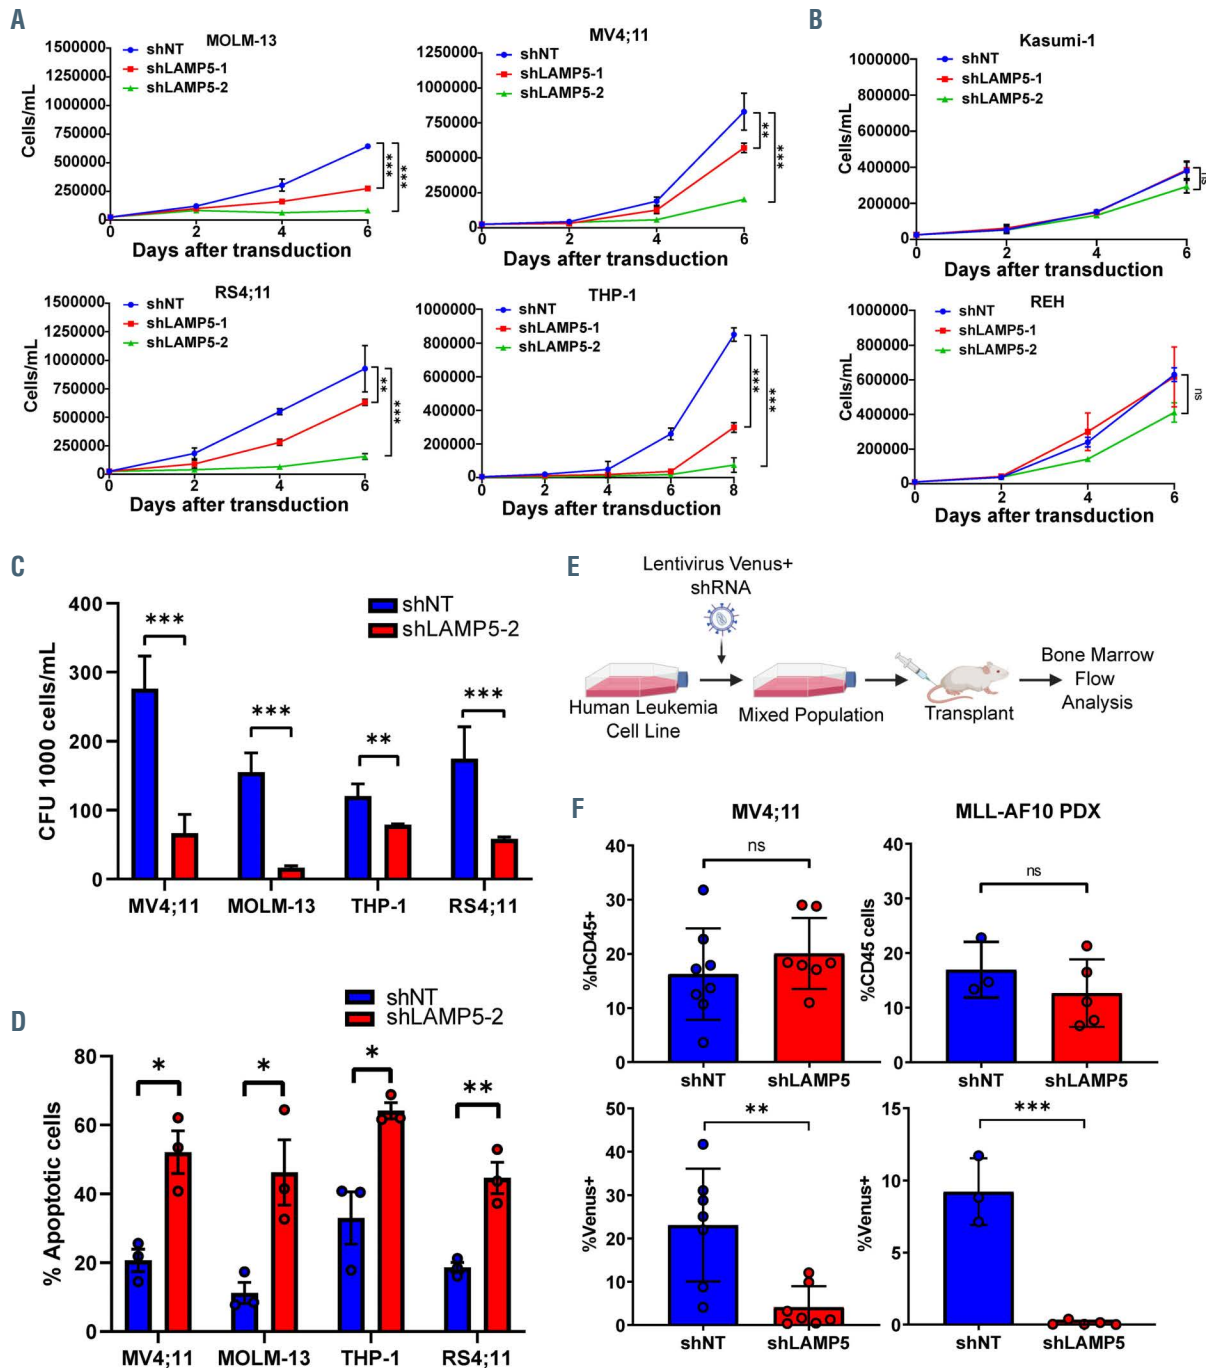 A
MOLM-13
1500000
1250000
1000000
750000
500000
250000
0
Cells/mL
shNT
shLAMP5-1
shLAMP5-2
***
***
0 2 4 6
Days after transduction
MV4;11
1250000
1000000
750000
500000
250000
0
Cells/mL
shNT
shLAMP5-1
shLAMP5-2
**
***
0 2 4 6
Days after transduction
B
Kasumi-1
1000000
800000
600000
400000
200000
0
Cells/mL
shNT
shLAMP5-1
shLAMP5-2
ns
0 2 4 6
Days after transduction
RS4;11
1500000
1250000
1000000
750000
500000
250000
0
Cells/mL
shNT
shLAMP5-1
shLAMP5-2
**
***
0 2 4 6
Days after transduction
THP-1
1000000
800000
600000
400000
200000
0
Cells/mL
shNT
shLAMP5-1
shLAMP5-2
***
***
0 2 4 6 8
Days after transduction
REH
1000000
800000
600000
400000
200000
0
Cells/mL
shNT
shLAMP5-1
shLAMP5-2
ns
0 2 4 6
Days after transduction
C
400
300
200
100
0
CFU 1000 cells/mL
shNT
shLAMP5-2
***
***
**
***
MV4;11 MOLM-13 THP-1 RS4;11
D
80
60
40
20
0
% Apoptotic cells
shNT
shLAMP5-2
*
*
*
**
MV4;11 MOLM-13 THP-1 RS4;11
E
Lentivirus Venus+
shRNA
Human Leukemia
Cell Line
Mixed Population
Transplant
Bone Marrow
Flow
Analysis
F
MV4;11
40
30
20
10
0
%hCD45+
ns
shNT shLAMP5
MLL-AF10 PDX
40
30
20
10
0
%CD45 cells
ns
shNT shLAMP5
50
40
30
20
10
0
%Venus+
**
shNT shLAMP5
15
10
5
0
%Venus+
***
shNT shLAMP5